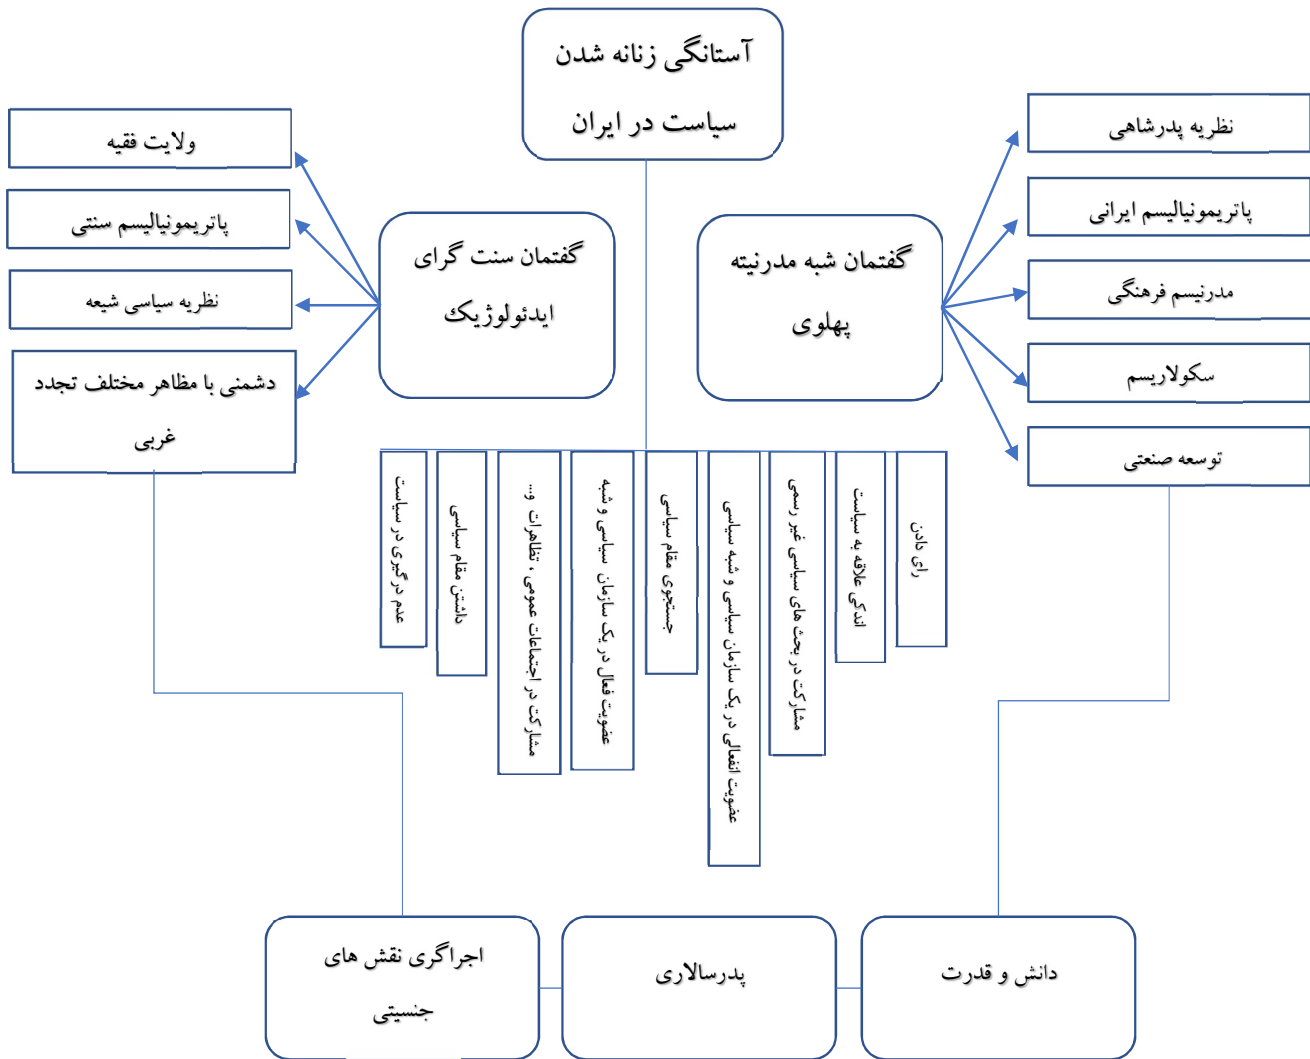 آستانگی زنانه شدن
سیاست در ایران
نظریه پدرشاهی
پاتریمونیالیسم ایرانی
مدرنیسم فرهنگی
سکولاریسم
توسعه صنعتی
گفتمان شبه مدرنیته
پهلوی
گفتمان سنت گرای
ایدئولوژیک
ولایت فقیه
پاتریمونیالیسم سنتی
نظریه سیاسی شیعه
دشمنی با مظاهر مختلف تجدد
غربی
رای دادن
اندکی علاقه به سیاست
مشارکت در بحث های سیاسی غیر رسمی
عضویت انفعالی در یک سازمان سیاسی و شبه سیاسی
جستجوی مقام سیاسی
عضویت فعال در یک سازمان سیاسی و شبه
مشارکت در اجتماعات عمومی ، تظاهرات و...
داشتن مقام سیاسی
عدم درگیری در سیاست
دانش و قدرت
پدرسالاری
اجراگری نقش های
جنسیتی